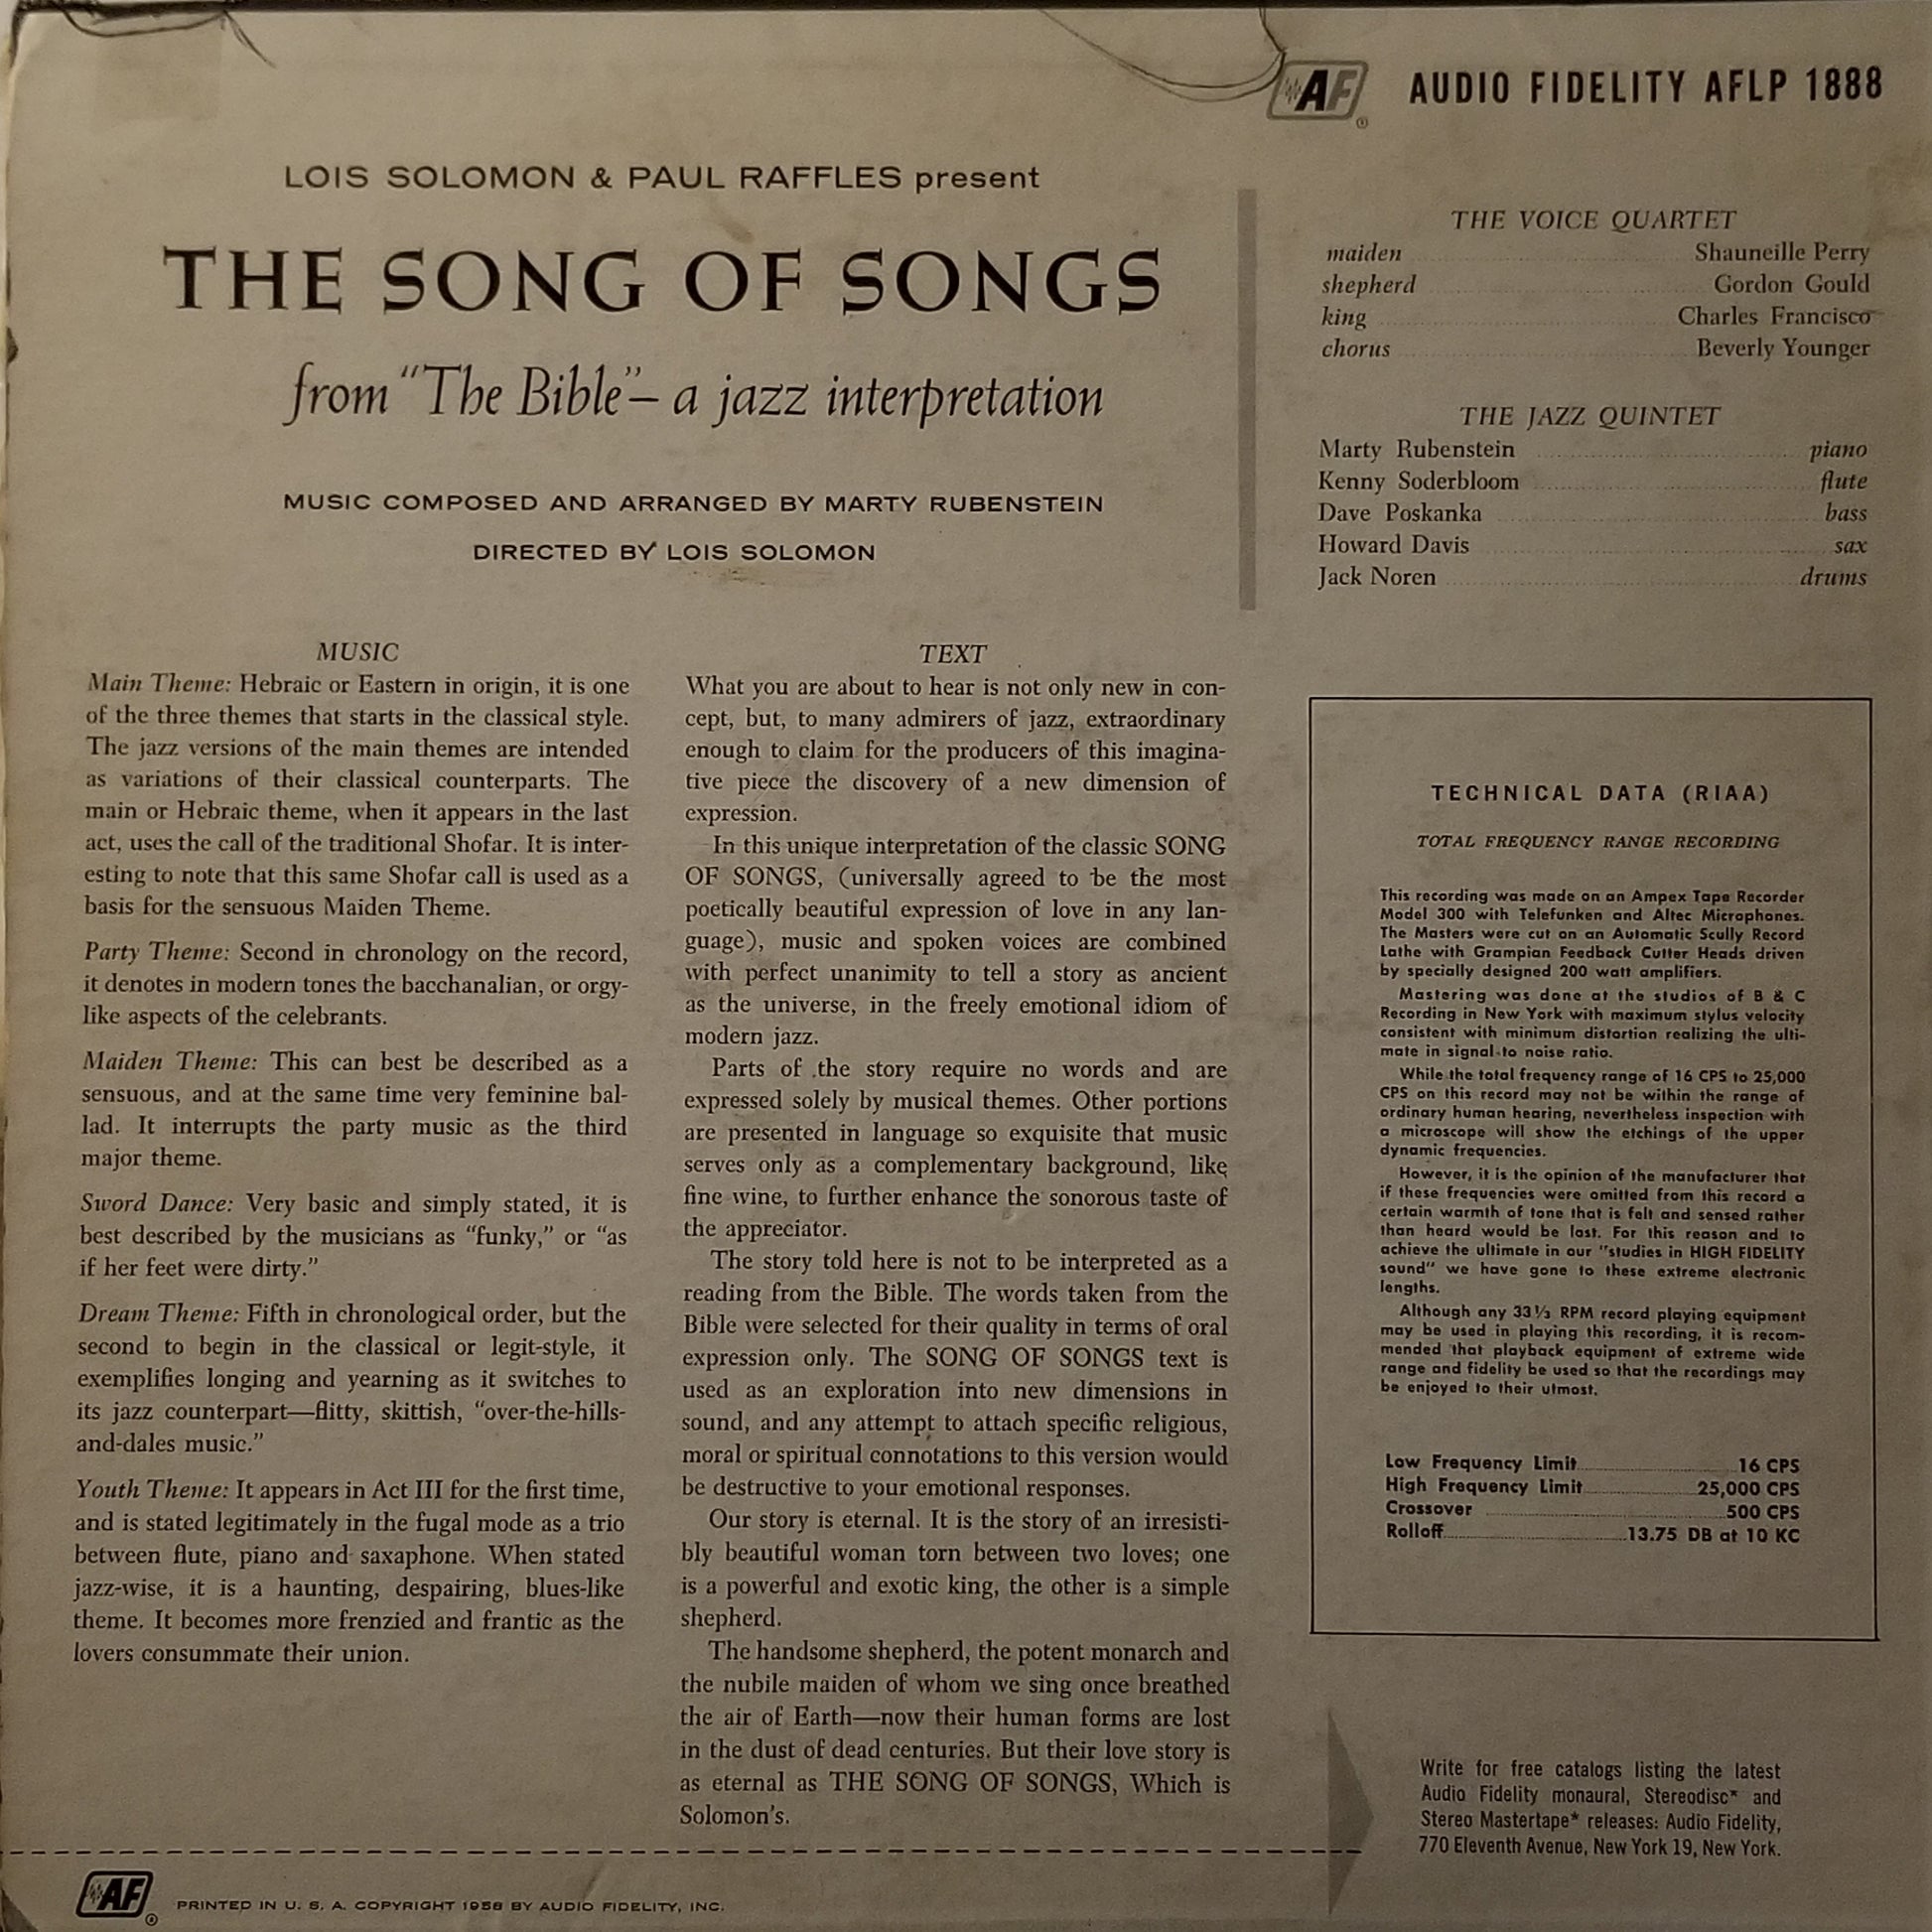 AF
AUDIO FIDELITY AFLP 1888
LOIS SOLOMON & PAUL RAFFLES present
THE SONG OF SONGS
from "The Bible" – a jazz interpretation
MUSIC COMPOSED AND ARRANGED BY MARTY RUBENSTEIN
DIRECTED BY LOIS SOLOMON
THE VOICE QUARTET
maiden Shauneille Perry
shepherd Gordon Gould
king Charles Francisco
chorus Beverly Younger
THE JAZZ QUINTET
Marty Rubenstein piano
Kenny Soderbloom flute
Dave Poskanka bass
Howard Davis sax
Jack Noren drums
MUSIC
Main Theme: Hebraic or Eastern in origin, it is one
of the three themes that starts in the classical style.
The jazz versions of the main themes are intended
as variations of their classical counterparts. The
main or Hebraic theme, when it appears in the last
act, uses the call of the traditional Shofar. It is inter-
esting to note that this same Shofar call is used as a
basis for the sensuous Maiden Theme.
Party Theme: Second in chronology on the record,
it denotes in modern tones the bacchanalian, or orgy-
like aspects of the celebrants.
Maiden Theme: This can best be described as a
sensuous, and at the same time very feminine bal-
lad. It interrupts the party music as the third
major theme.
Sword Dance: Very basic and simply stated, it is
best described by the musicians as "funky," or "as
if her feet were dirty."
Dream Theme: Fifth in chronological order, but the
second to begin in the classical or legit-style, it
exemplifies longing and yearning as it switches to
its jazz counterpart—flitty, skittish, "over-the-hills-
and-dales music."
Youth Theme: It appears in Act III for the first time,
and is stated legitimately in the fugal mode as a trio
between flute, piano and saxaphone. When stated
jazz-wise, it is a haunting, despairing, blues-like
theme. It becomes more frenzied and frantic as the
lovers consummate their union.
TEXT
What you are about to hear is not only new in con-
cept, but, to many admirers of jazz, extraordinary
enough to claim for the producers of this imagina-
tive piece the discovery of a new dimension of
expression.
In this unique interpretation of the classic SONG
OF SONGS, (universally agreed to be the most
poetically beautiful expression of love in any lan-
guage), music and spoken voices are combined
with perfect unanimity to tell a story as ancient
as the universe, in the freely emotional idiom of
modern jazz.
Parts of the story require no words and are
expressed solely by musical themes. Other portions
are presented in language so exquisite that music
serves only as a complementary background, like
fine wine, to further enhance the sonorous taste of
the appreciator.
The story told here is not to be interpreted as a
reading from the Bible. The words taken from the
Bible were selected for their quality in terms of oral
expression only. The SONG OF SONGS text is
used as an exploration into new dimensions in
sound, and any attempt to attach specific religious,
moral or spiritual connotations to this version would
be destructive to your emotional responses.
Our story is eternal. It is the story of an irresisti-
bly beautiful woman torn between two loves; one
is a powerful and exotic king, the other is a simple
shepherd.
The handsome shepherd, the potent monarch and
the nubile maiden of whom we sing once breathed
the air of Earth—now their human forms are lost
in the dust of dead centuries. But their love story is
as eternal as THE SONG OF SONGS, Which is
Solomon's.
TECHNICAL DATA (RIAA)
TOTAL FREQUENCY RANGE RECORDING
This recording was made on an Ampex Tape Recorder
Model 300 with Telefunken and Altec Microphones.
The Masters were cut on an Automatic Scully Record
Lathe with Grampian Feedback Cutter Heads driven
by specially designed 200 watt amplifiers.
Mastering was done at the studios of B & C
Recording in New York with maximum stylus velocity
consistent with minimum distortion realizing the ulti-
mate in signal to noise ratio.
While the total frequency range of 16 CPS to 25,000
CPS on this record may not be within the range of
ordinary human hearing, nevertheless inspection with
a microscope will show the etchings of the upper
dynamic frequencies.
However, it is the opinion of the manufacturer that
if these frequencies were omitted from this record a
certain warmth of tone that is felt and sensed rather
than heard would be lost. For this reason and to
achieve the ultimate in our "studies in HIGH FIDELITY
sound" we have gone to these extreme electronic
lengths.
Although any 33⅓ RPM record playing equipment
may be used in playing this recording, it is recom-
mended that playback equipment of extreme wide
range and fidelity be used so that the recordings may
be enjoyed to their utmost.
Low Frequency Limit 16 CPS
High Frequency Limit 25,000 CPS
Crossover 500 CPS
Rolloff 13.75 DB at 10 KC
Write for free catalogs listing the latest
Audio Fidelity monaural, Stereodisc* and
Stereo Mastertape* releases: Audio Fidelity,
770 Eleventh Avenue, New York 19, New York.
AF
PRINTED IN U. S. A. COPYRIGHT 1958 BY AUDIO FIDELITY, INC.